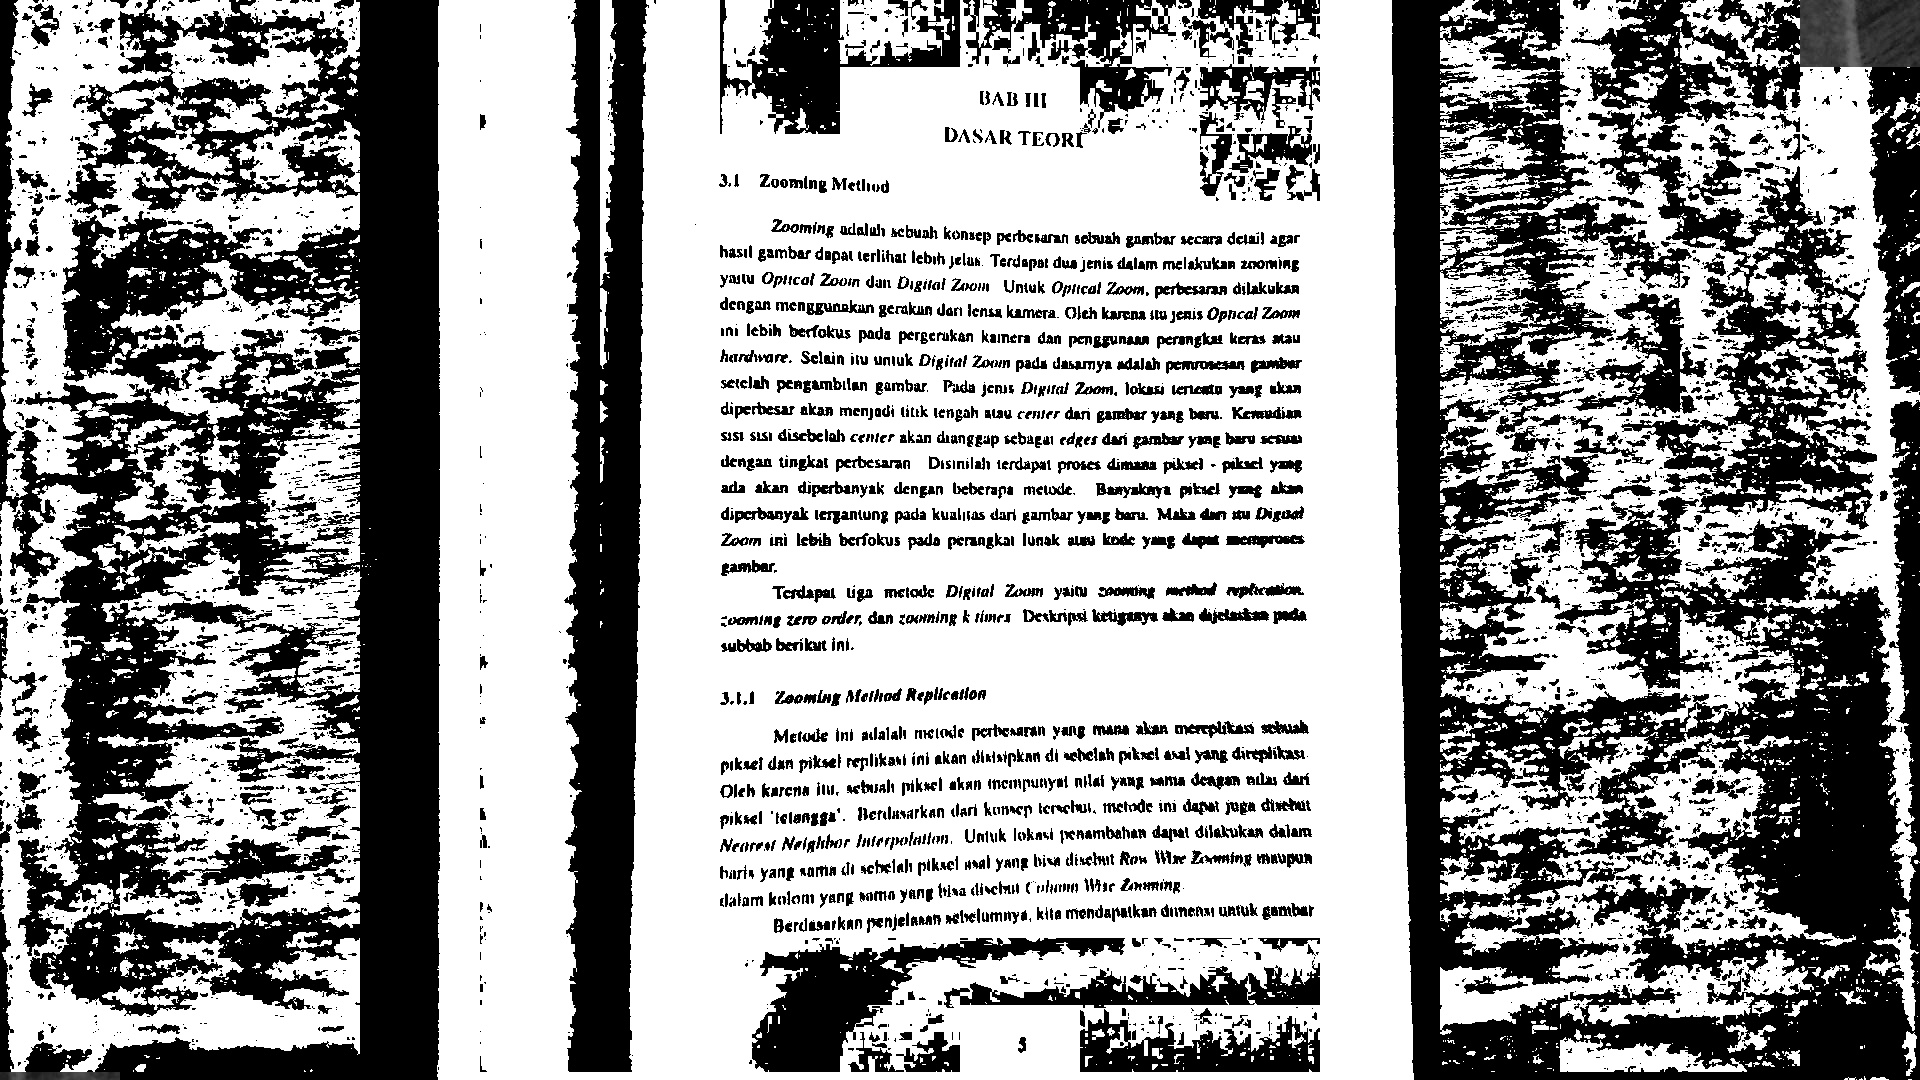 BAB III
DASAR TEORI
3.1 Zooming Method
Zooming adalah sebuah konsep perbesaran sebuah gambar secara detail agar
hasil gambar dapat terlihat lebih jelas. Terdapat dua jenis dalam melakukan zooming
yaitu Optical Zoom dan Digital Zoom Untuk Optical Zoom, perbesaran dilakukan
dengan menggunakan gerakan dari lensa kamera. Oleh karena itu jenis Optical Zoom
ini lebih berfokus pada pergerakan kamera dan penggunaan perangkat keras atau
hardware. Selain itu untuk Digital Zoom pada dasarnya adalah pemrosesan gambar
setelah pengambilan gambar. Pada jenis Digital Zoom, lokasi tertentu yang akan
diperbesar akan menjadi titik tengah atau center dari gambar yang baru. Kemudian
sisi sisi disebelah center akan dianggap sebagai edges dari gambar yang baru sesuai
dengan tingkat perbesaran Disinilah terdapat proses dimana piksel - piksel yang
ada akan diperbanyak dengan beberapa metode. Banyaknya piksel yang akan
diperbanyak tergantung pada kualitas dari gambar yang baru. Maka dari itu Digital
Zoom ini lebih berfokus pada perangkat lunak atau kode yang dapat memproses
gambar.
Terdapat tiga metode Digital Zoom yaitu zooming method replication,
zooming zero order, dan zooming k times Deskripsi ketiganya akan dijelaskan pada
subbab berikut ini.
3.1.1 Zooming Method Replication
Metode ini adalah metode perbesaran yang mana akan mereplikasi sebuah
piksel dan piksel replikasi ini akan disisipkan di sebelah piksel asal yang direplikasi.
Oleh karena itu, sebuah piksel akan mempunyai nilai yang sama dengan nilai dari
piksel 'tetangga'. Berdasarkan dari konsep tersebut, metode ini dapat juga disebut
Nearest Neighbor Interpolation. Untuk lokasi penambahan dapat dilakukan dalam
baris yang sama di sebelah piksel asal yang bisa disebut Row Wise Zooming maupun
dalam kolom yang sama yang bisa disebut Column Wise Zooming.
Berdasarkan penjelasan sebelumnya, kita mendapatkan dimensi untuk gambar
5